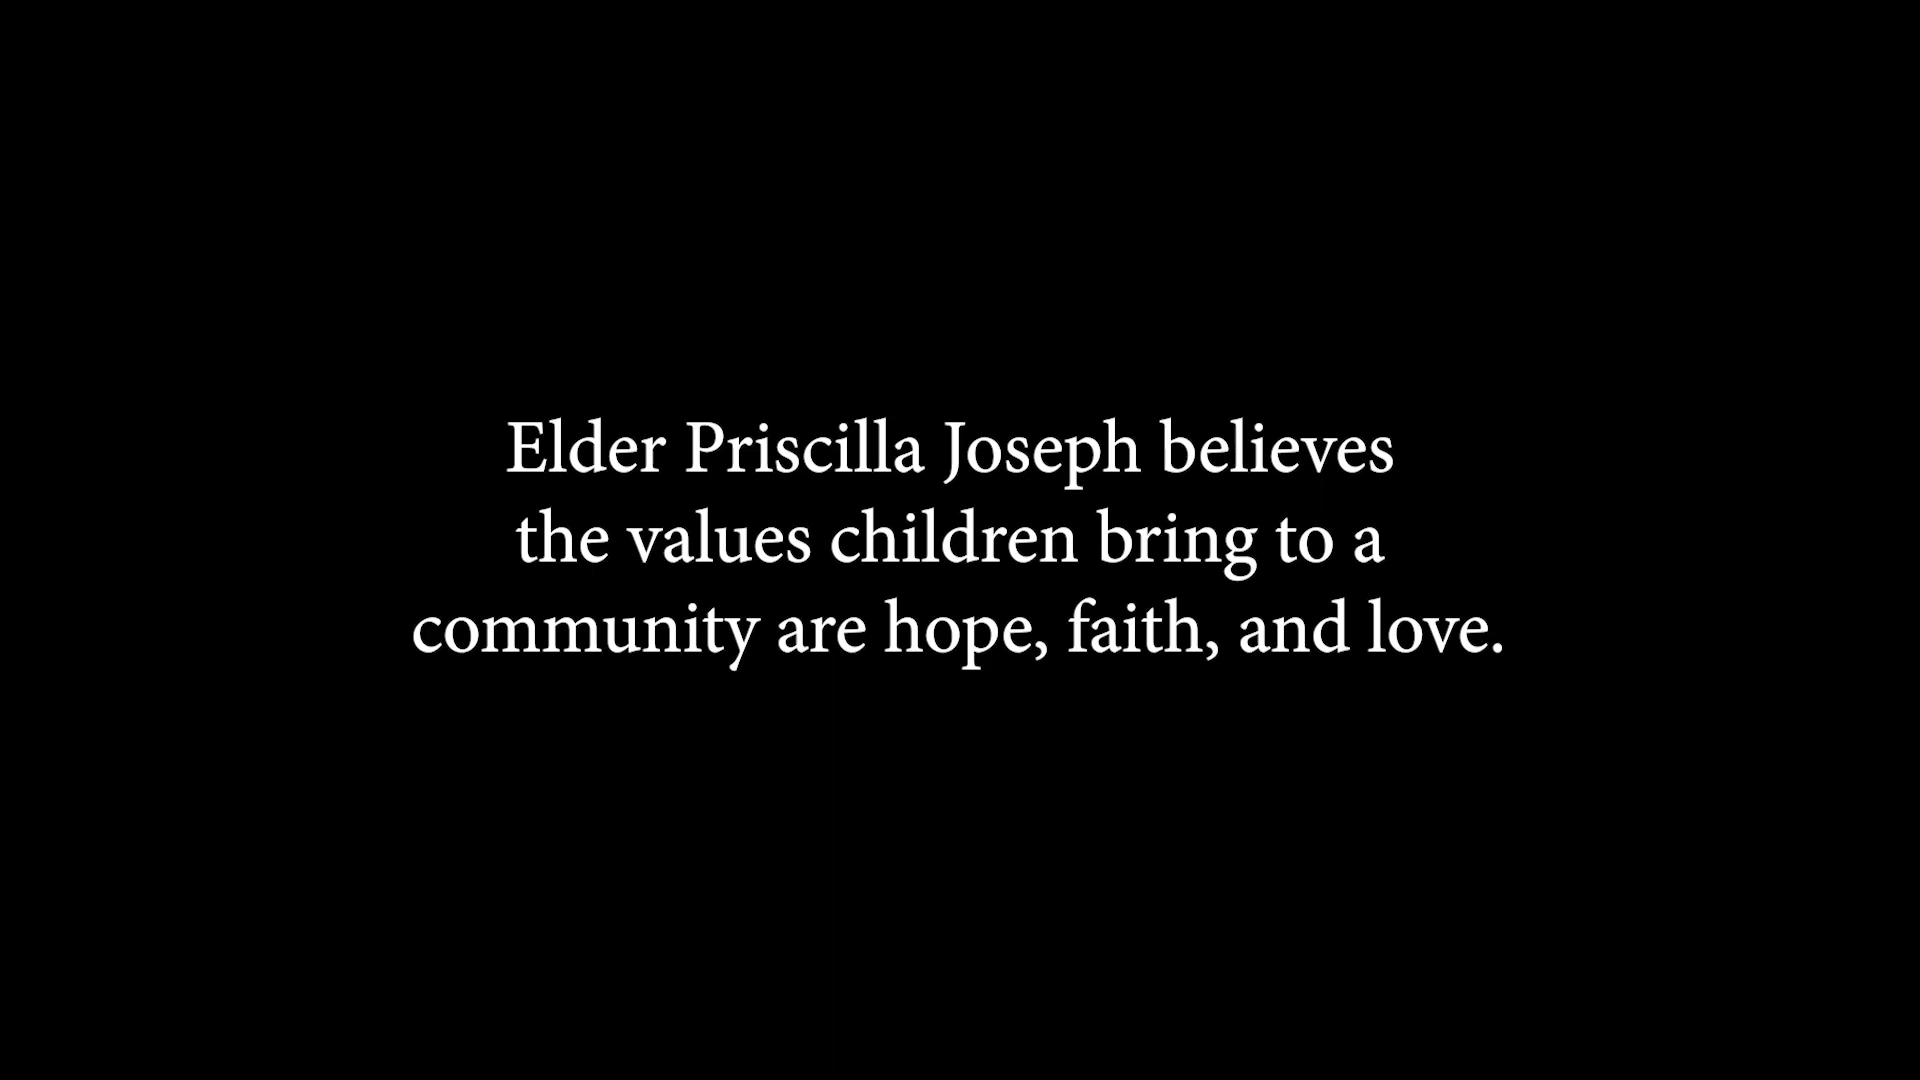 Elder Priscilla Joseph believes
the values children bring to a
community are hope, faith, and love.